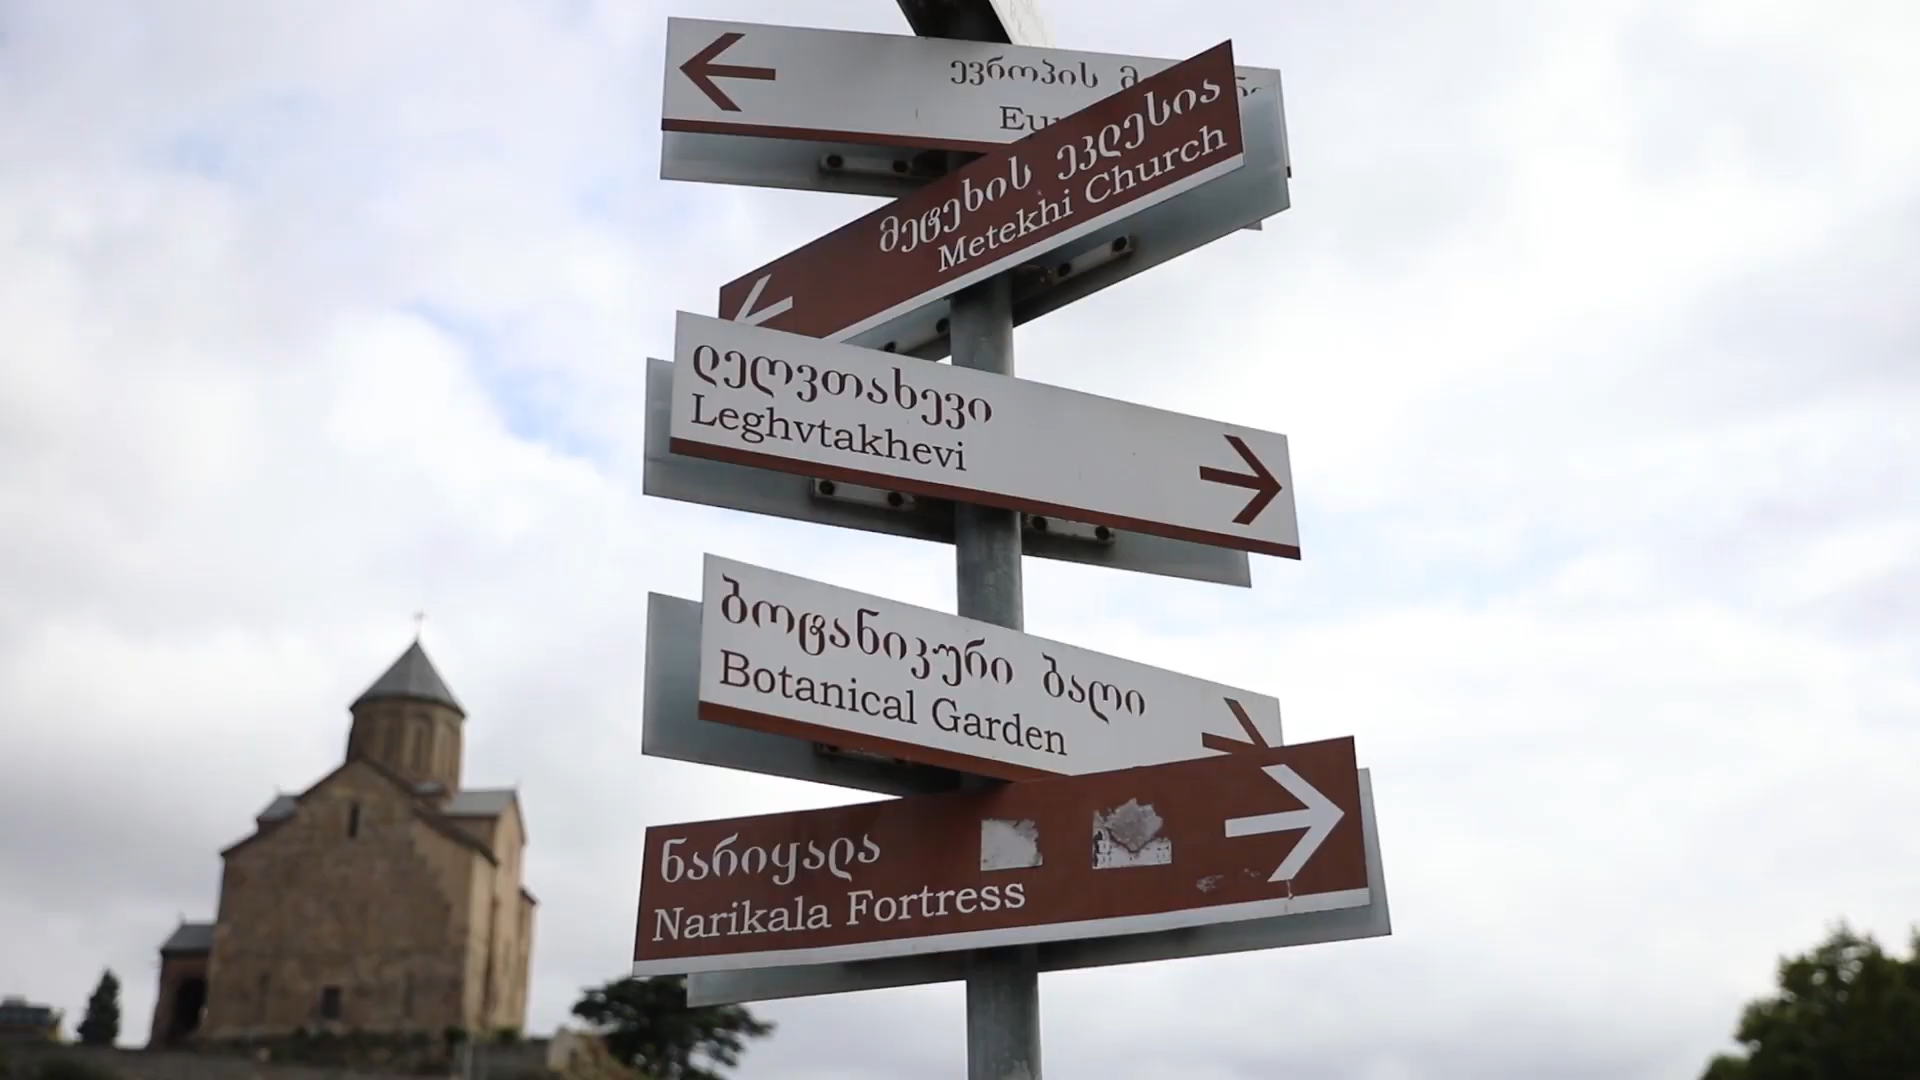 ევროპის
მეტეხის ეკლესია
Metekhi Church
ლეღვთახევი
Leghvtakhevi
ბოტანიკური ბაღი
Botanical Garden
ნარიყალა
Narikala Fortress